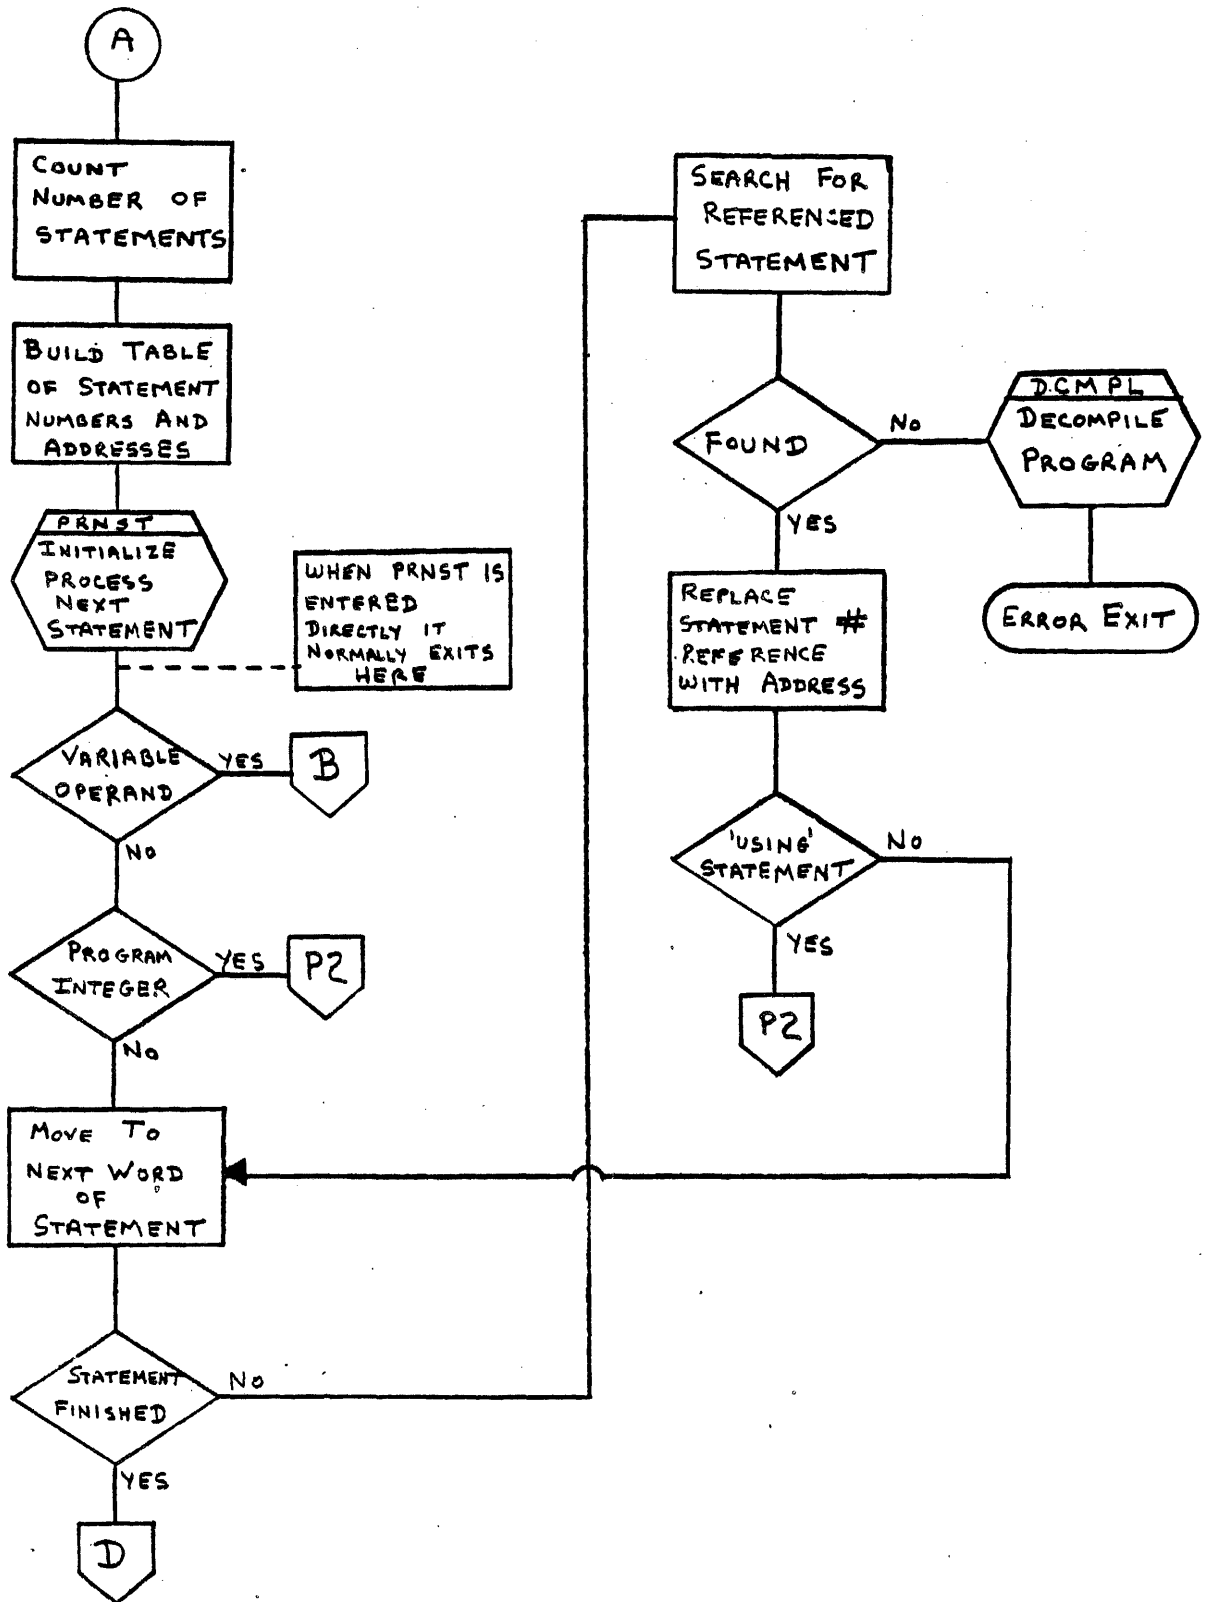 A
COUNT
NUMBER OF
STATEMENTS
BUILD TABLE
OF STATEMENT
NUMBERS AND
ADDRESSES
PRNST
INITIALIZE
PROCESS
NEXT
STATEMENT
WHEN PRNST IS
ENTERED
DIRECTLY IT
NORMALLY EXITS
HERE
VARIABLE
OPERAND
YES
B
NO
PROGRAM
INTEGER
YES
P2
NO
MOVE TO
NEXT WORD
OF
STATEMENT
STATEMENT
FINISHED
NO
YES
D
SEARCH FOR
REFERENCED
STATEMENT
FOUND
NO
D.CMPL
DECOMPILE
PROGRAM
ERROR EXIT
YES
REPLACE
STATEMENT #
REFERENCE
WITH ADDRESS
'USING'
STATEMENT
NO
YES
P2